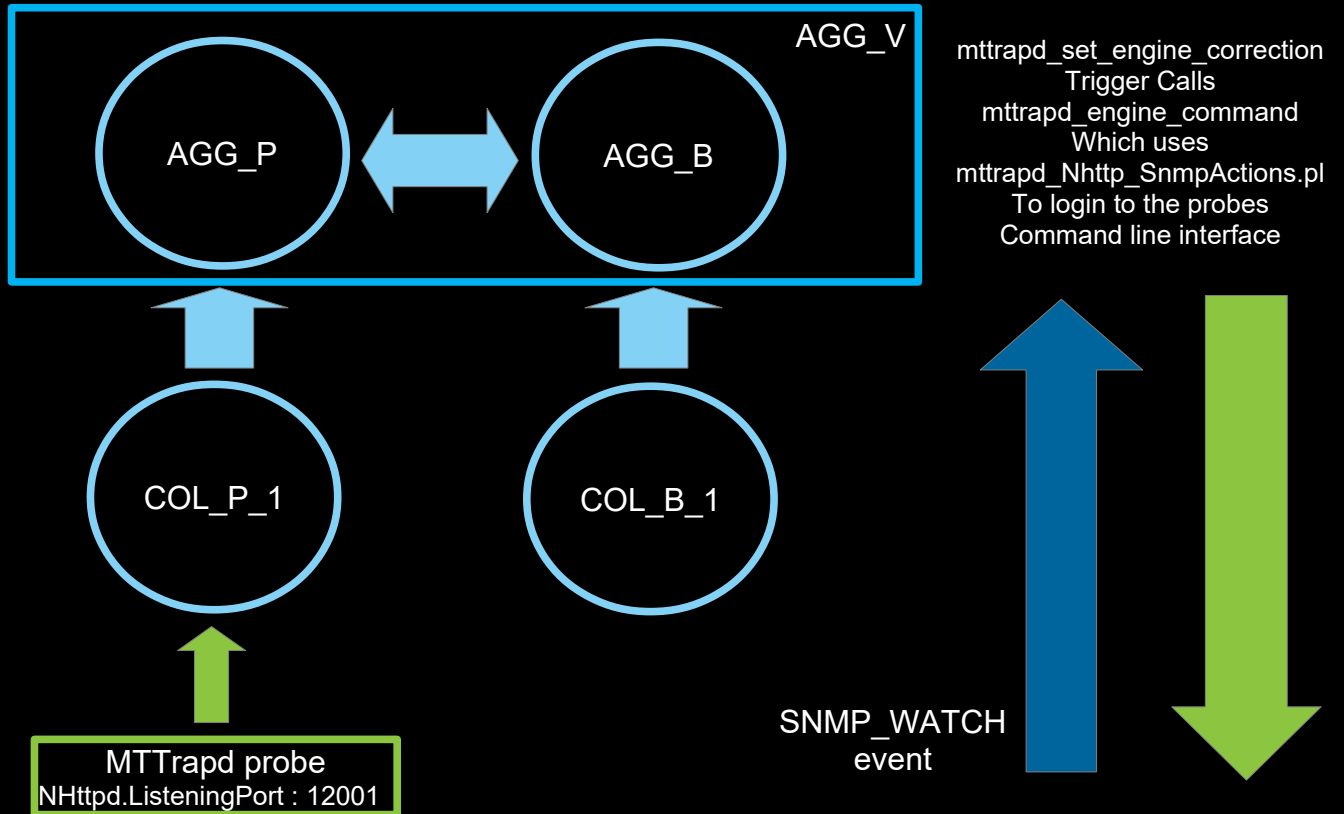 AGG_V
AGG_P
AGG_B
mttrapd_set_engine_correction
Trigger Calls
mttrapd_engine_command
Which uses
mttrapd_Nhttp_SnmpActions.pl
To login to the probes
Command line interface
COL_P_1
COL_B_1
SNMP_WATCH
event
MTTrapd probe
NHttpd.ListeningPort : 12001